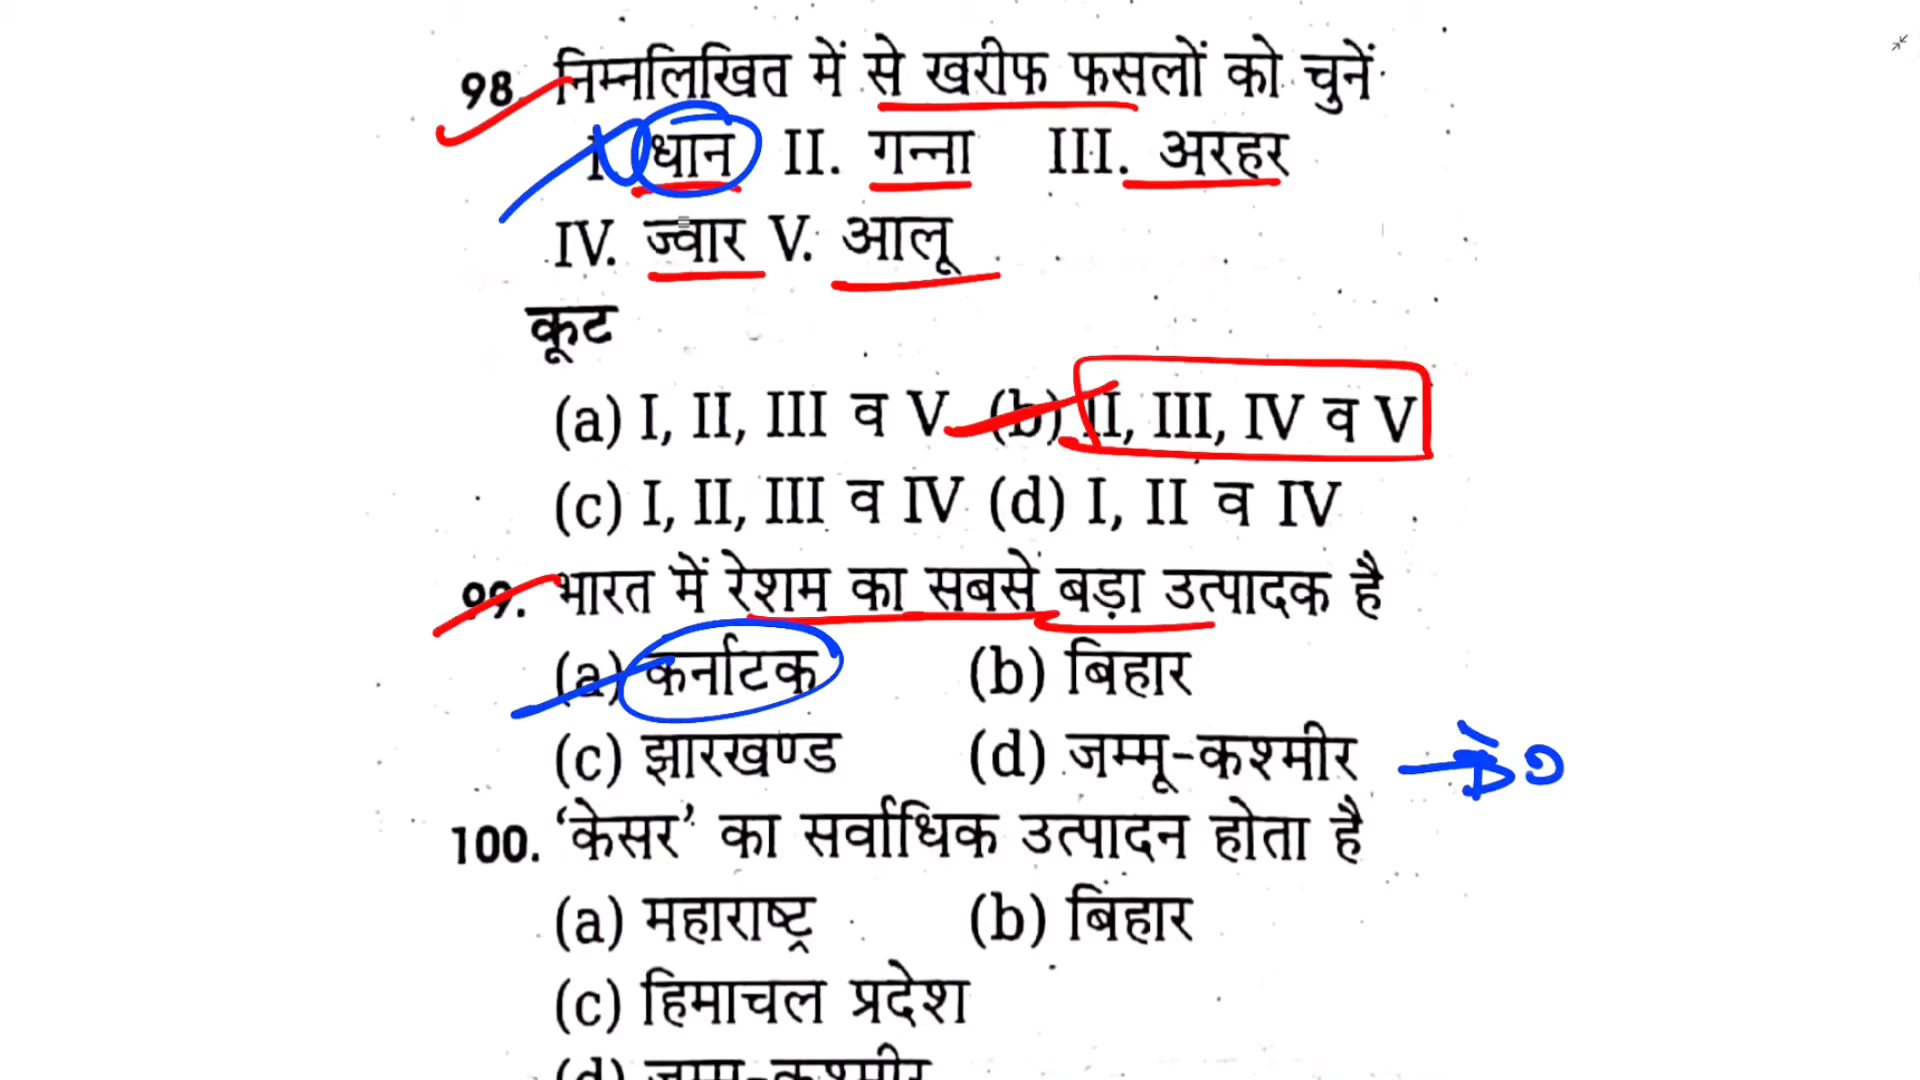 98. निम्नलिखित में से खरीफ फसलों को चुनें
I. धान II. गन्ना III. अरहर
IV. ज्वार V. आलू
कूट
(a) I, II, III व V (b) II, III, IV व V
(c) I, II, III व IV (d) I, II व IV
99. भारत में रेशम का सबसे बड़ा उत्पादक है
(a) कर्नाटक (b) बिहार
(c) झारखण्ड (d) जम्मू-कश्मीर
100. ‘केसर’ का सर्वाधिक उत्पादन होता है
(a) महाराष्ट्र (b) बिहार
(c) हिमाचल प्रदेश
(d) जम्मू-कश्मीर